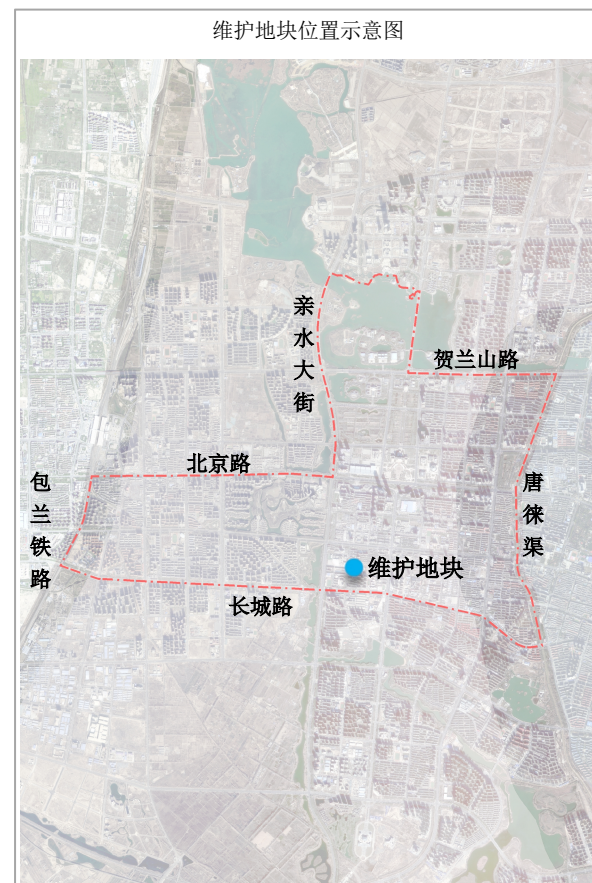 维护地块位置示意图
亲水大街
贺兰山路
北京路
包兰铁路
唐徕渠
维护地块
长城路